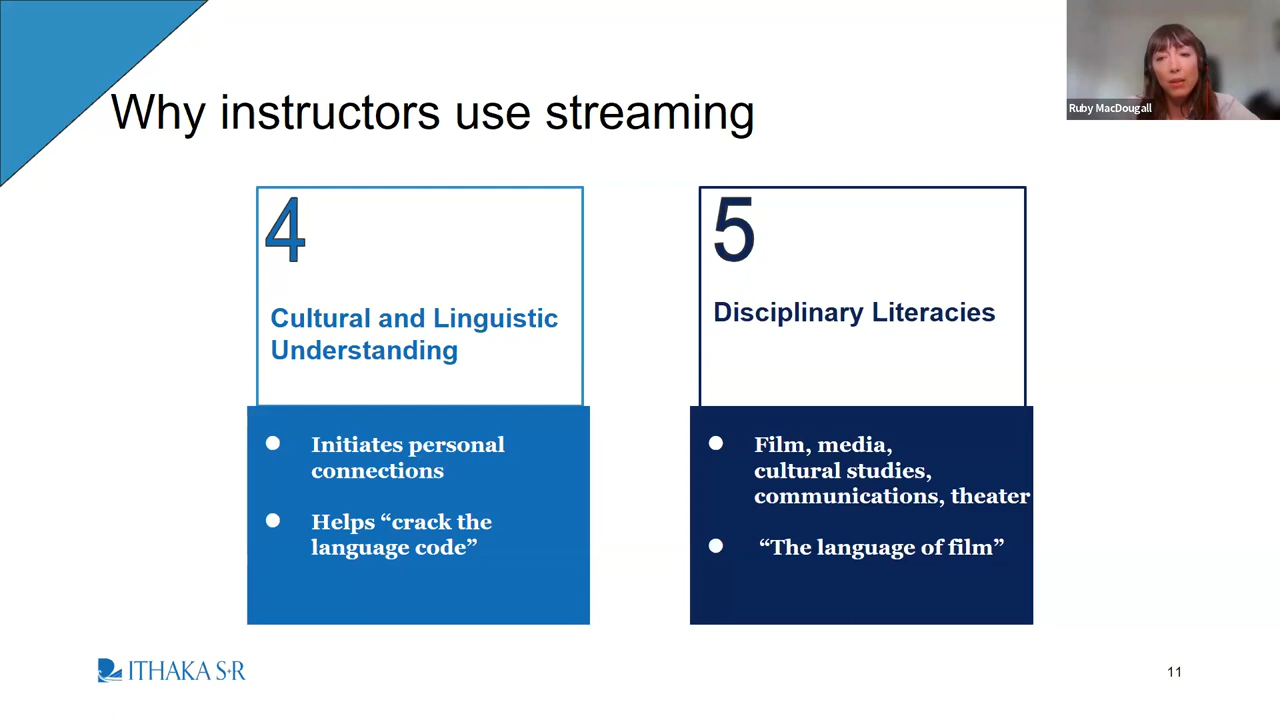 Why instructors use streaming
Ruby MacDougall
4
Cultural and Linguistic
Understanding
● Initiates personal
connections
● Helps “crack the
language code”
5
Disciplinary Literacies
● Film, media,
cultural studies,
communications, theater
● “The language of film”
ITHAKA S·R
11